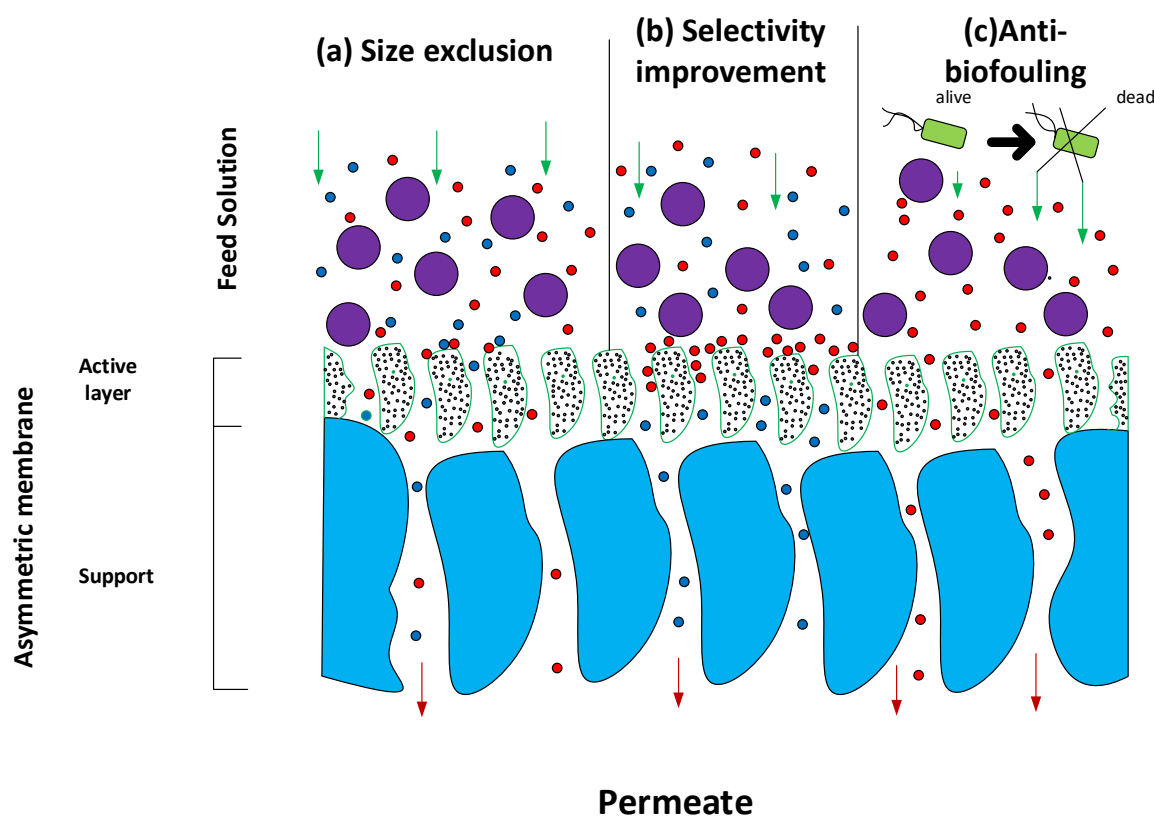 (a) Size exclusion
(b) Selectivity
improvement
(c)Anti-
biofouling
alive
dead
Feed Solution
Active
layer
Asymmetric membrane
Support
Permeate